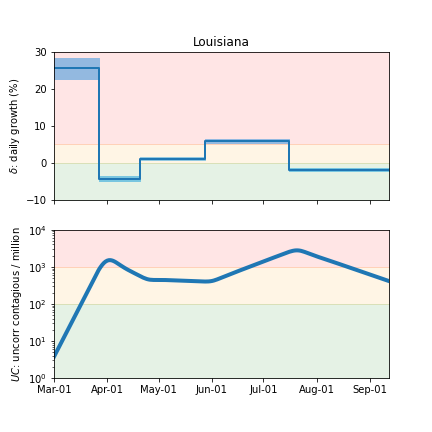 Louisiana
30
20
10
0
−10
δ: daily growth (%)
10⁴
10³
10²
10¹
10⁰
UC: uncorr contagious / million
Mar-01 Apr-01 May-01 Jun-01 Jul-01 Aug-01 Sep-01